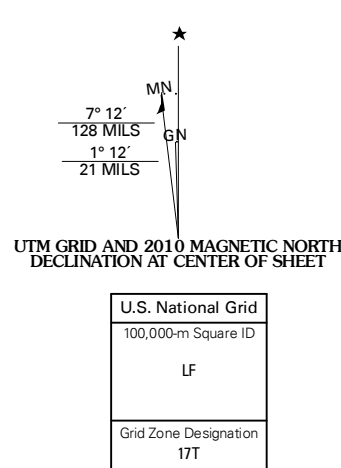 ★
MN
7° 12´
128 MILS
GN
1° 12´
21 MILS
UTM GRID AND 2010 MAGNETIC NORTH
DECLINATION AT CENTER OF SHEET
U.S. National Grid
100,000-m Square ID
LF
Grid Zone Designation
17T